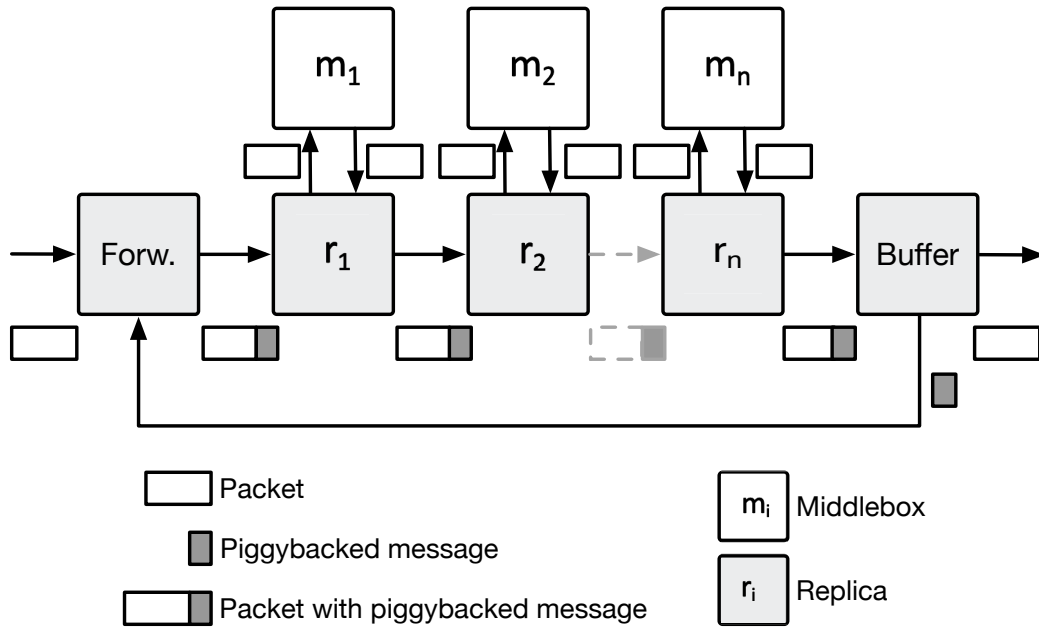 m₁ m₂ mₙ
Forw. r₁ r₂ rₙ Buffer
Packet
mᵢ Middlebox
Piggybacked message
rᵢ Replica
Packet with piggybacked message